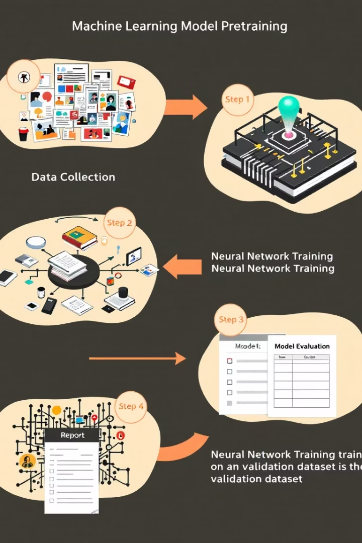 Machine Learning Model Pretraining
Step 1
Data Collection
Step 2
Neural Network Training
Neural Network Training
Step 3
Model Evaluation
Step 4
Report
Neural Network Training train
on an validation dataset is the
validation dataset